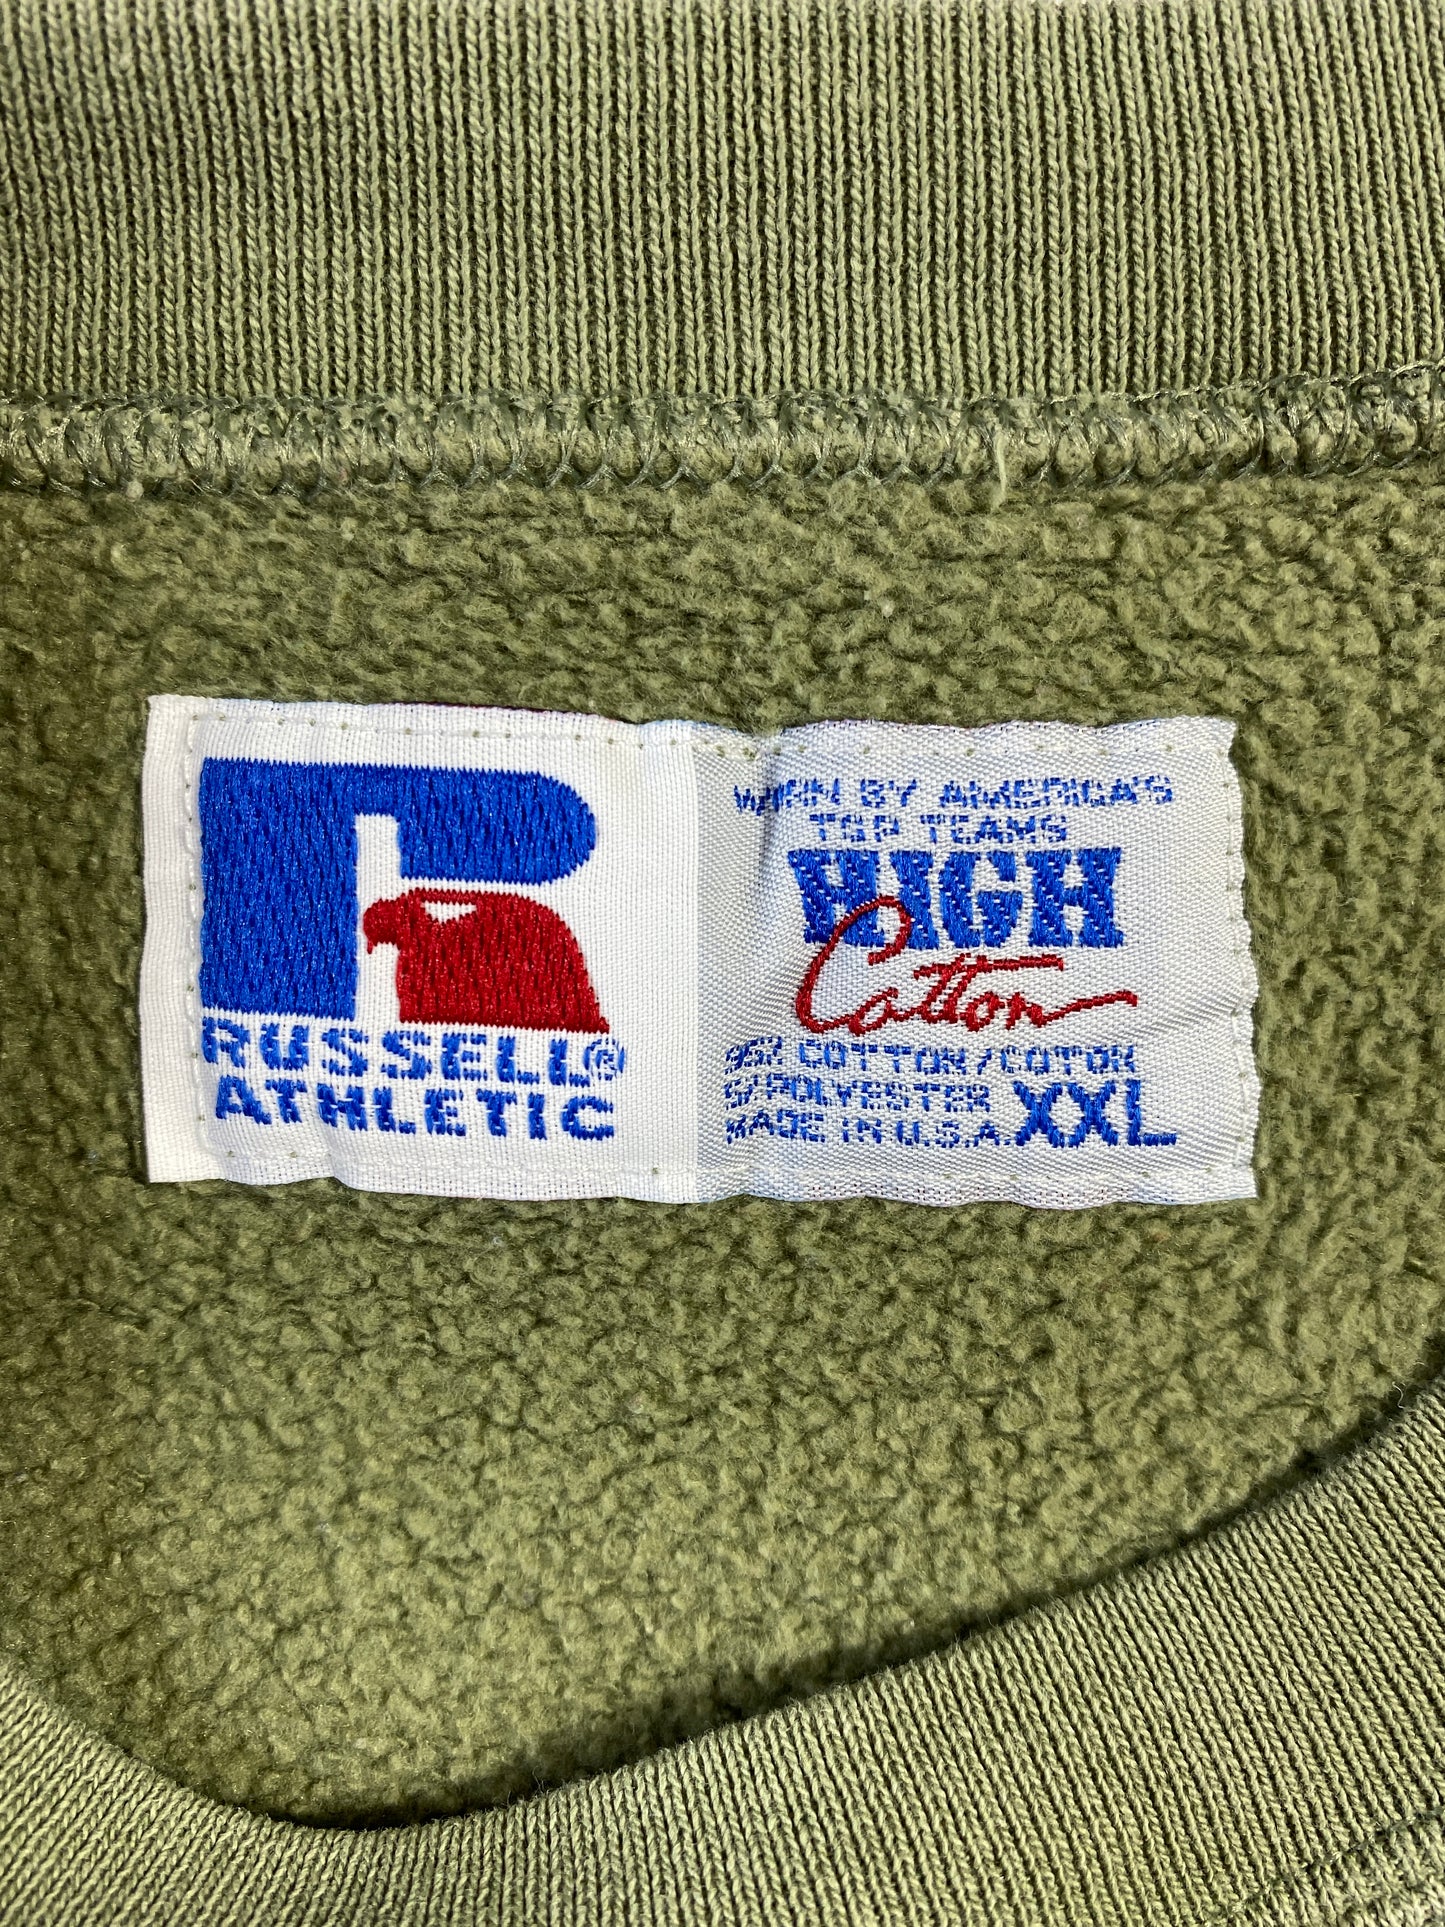 RUSSELL®
ATHLETIC
WORN BY AMERICA'S
TOP TEAMS
HIGH
Cotton
95% COTTON/COTON
5/POLYESTER
MADE IN U.S.A. XXL